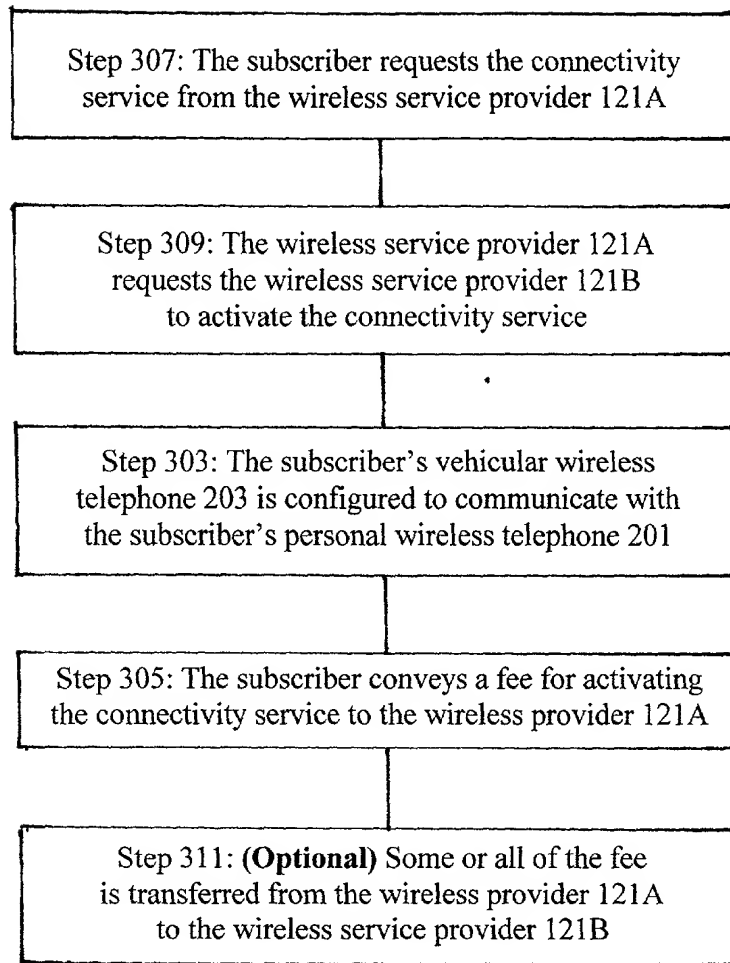 Step 307: The subscriber requests the connectivity
service from the wireless service provider 121A
Step 309: The wireless service provider 121A
requests the wireless service provider 121B
to activate the connectivity service
Step 303: The subscriber's vehicular wireless
telephone 203 is configured to communicate with
the subscriber's personal wireless telephone 201
Step 305: The subscriber conveys a fee for activating
the connectivity service to the wireless provider 121A
Step 311: (Optional) Some or all of the fee
is transferred from the wireless provider 121A
to the wireless service provider 121B